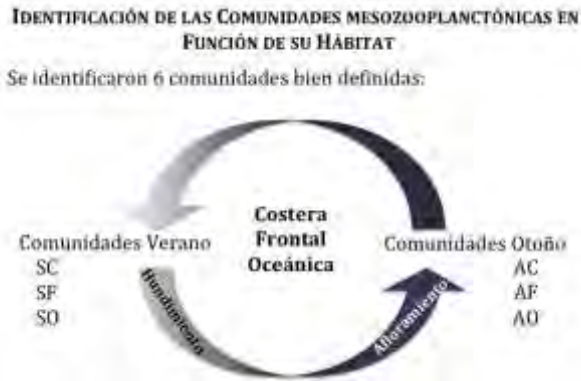 IDENTIFICACIÓN DE LAS COMUNIDADES MESOZOOPLANCTÓNICAS EN
FUNCIÓN DE SU HÁBITAT
Se identificaron 6 comunidades bien definidas:
Costera
Frontal
Oceánica
Comunidades Verano
SC
SF
SO
Comunidades Otoño
AC
AF
AO
Hundimiento
Afloramiento